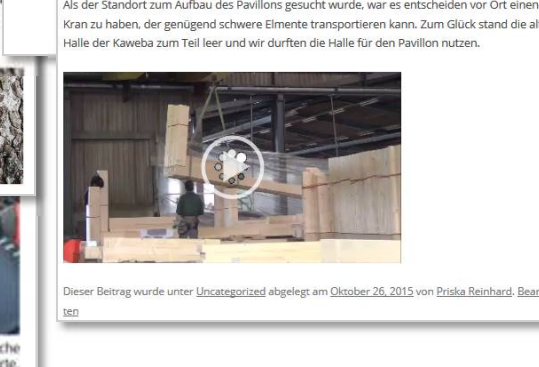 Als der Standort zum Aufbau des Pavillons gesucht wurde, war es entscheiden vor Ort einen
Kran zu haben, der genügend schwere Elmente transportieren kann. Zum Glück stand die al
Halle der Kaweba zum Teil leer und wir durften die Halle für den Pavillon nutzen.
Dieser Beitrag wurde unter Uncategorized abgelegt am Oktober 26, 2015 von Priska Reinhard. Bear
ten
che
rte.